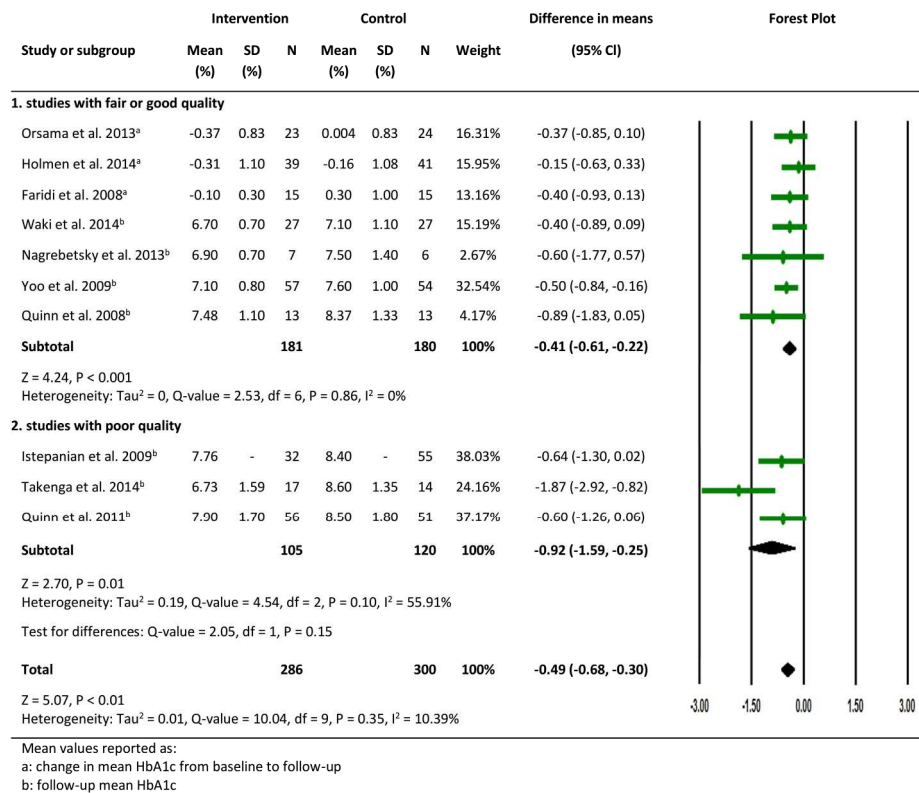 Intervention Control Difference in means Forest Plot
Study or subgroup Mean SD N Mean SD N Weight (95% CI)
(%) (%) (%) (%)
1. studies with fair or good quality
Orsama et al. 2013ᵃ -0.37 0.83 23 0.004 0.83 24 16.31% -0.37 (-0.85, 0.10)
Holmen et al. 2014ᵃ -0.31 1.10 39 -0.16 1.08 41 15.95% -0.15 (-0.63, 0.33)
Faridi et al. 2008ᵃ -0.10 0.30 15 0.30 1.00 15 13.16% -0.40 (-0.93, 0.13)
Waki et al. 2014ᵇ 6.70 0.70 27 7.10 1.10 27 15.19% -0.40 (-0.89, 0.09)
Nagrebetsky et al. 2013ᵇ 6.90 0.70 7 7.50 1.40 6 2.67% -0.60 (-1.77, 0.57)
Yoo et al. 2009ᵇ 7.10 0.80 57 7.60 1.00 54 32.54% -0.50 (-0.84, -0.16)
Quinn et al. 2008ᵇ 7.48 1.10 13 8.37 1.33 13 4.17% -0.89 (-1.83, 0.05)
Subtotal 181 180 100% -0.41 (-0.61, -0.22)
Z = 4.24, P < 0.001
Heterogeneity: Tau² = 0, Q-value = 2.53, df = 6, P = 0.86, I² = 0%
2. studies with poor quality
Istepanian et al. 2009ᵇ 7.76 - 32 8.40 - 55 38.03% -0.64 (-1.30, 0.02)
Takenga et al. 2014ᵇ 6.73 1.59 17 8.60 1.35 14 24.16% -1.87 (-2.92, -0.82)
Quinn et al. 2011ᵇ 7.90 1.70 56 8.50 1.80 51 37.17% -0.60 (-1.26, 0.06)
Subtotal 105 120 100% -0.92 (-1.59, -0.25)
Z = 2.70, P = 0.01
Heterogeneity: Tau² = 0.19, Q-value = 4.54, df = 2, P = 0.10, I² = 55.91%
Test for differences: Q-value = 2.05, df = 1, P = 0.15
Total 286 300 100% -0.49 (-0.68, -0.30)
Z = 5.07, P < 0.01
Heterogeneity: Tau² = 0.01, Q-value = 10.04, df = 9, P = 0.35, I² = 10.39%
-3.00 -1.50 0.00 1.50 3.00
Mean values reported as:
a: change in mean HbA1c from baseline to follow-up
b: follow-up mean HbA1c